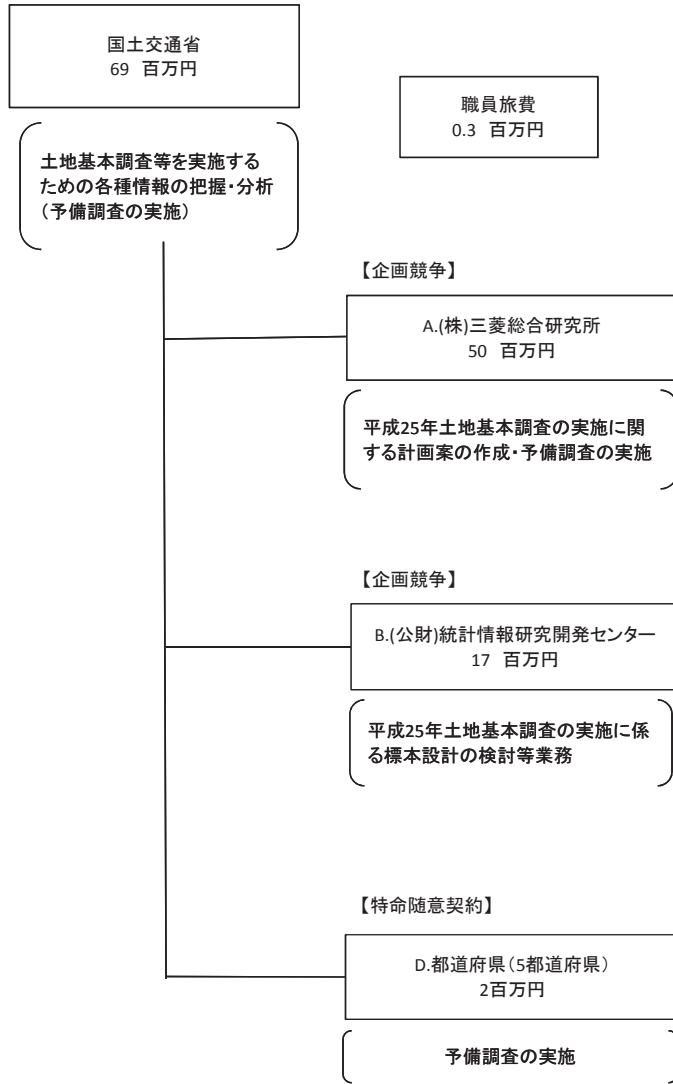 国土交通省
69 百万円
職員旅費
0.3 百万円
土地基本調査等を実施する
ための各種情報の把握・分析
（予備調査の実施）
【企画競争】
A.(株)三菱総合研究所
50 百万円
平成25年土地基本調査の実施に関
する計画案の作成・予備調査の実施
【企画競争】
B.(公財)統計情報研究開発センター
17 百万円
平成25年土地基本調査の実施に係
る標本設計の検討等業務
【特命随意契約】
D.都道府県（5都道府県）
2百万円
予備調査の実施